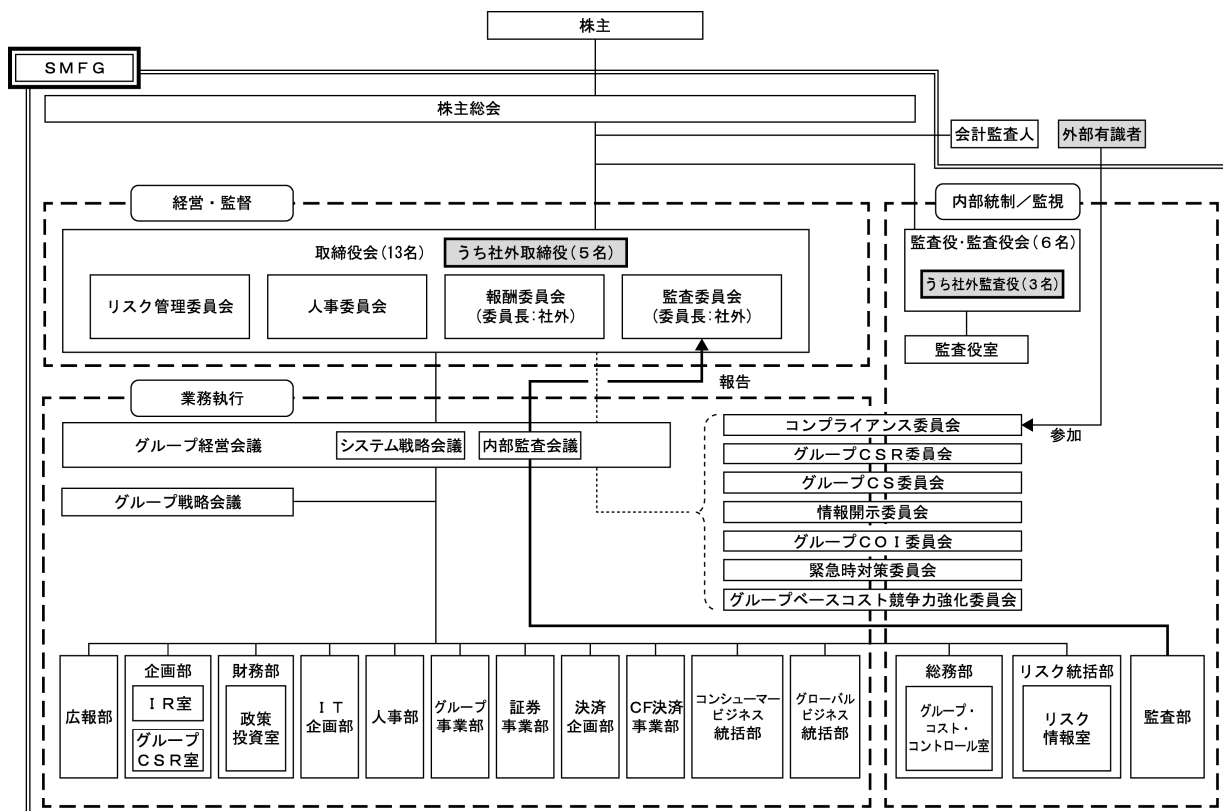 株主
ＳＭＦＧ
株主総会
会計監査人
外部有識者
経営・監督
内部統制／監視
取締役会(13名)
うち社外取締役(５名)
監査役・監査役会(６名)
うち社外監査役(３名)
リスク管理委員会
人事委員会
報酬委員会
(委員長:社外)
監査委員会
(委員長:社外)
監査役室
報告
業務執行
グループ経営会議
システム戦略会議
内部監査会議
コンプライアンス委員会
参加
グループＣＳＲ委員会
グループＣＳ委員会
グループ戦略会議
情報開示委員会
グループＣＯＩ委員会
緊急時対策委員会
グループベースコスト競争力強化委員会
広報部
企画部
ＩＲ室
グループ
ＣＳＲ室
財務部
政策
投資室
ＩＴ
企画部
人事部
グループ
事業部
証券
事業部
決済
企画部
CF決済
事業部
コンシューマー
ビジネス
統括部
グローバル
ビジネス
統括部
総務部
グループ・
コスト・
コントロール室
リスク統括部
リスク
情報室
監査部